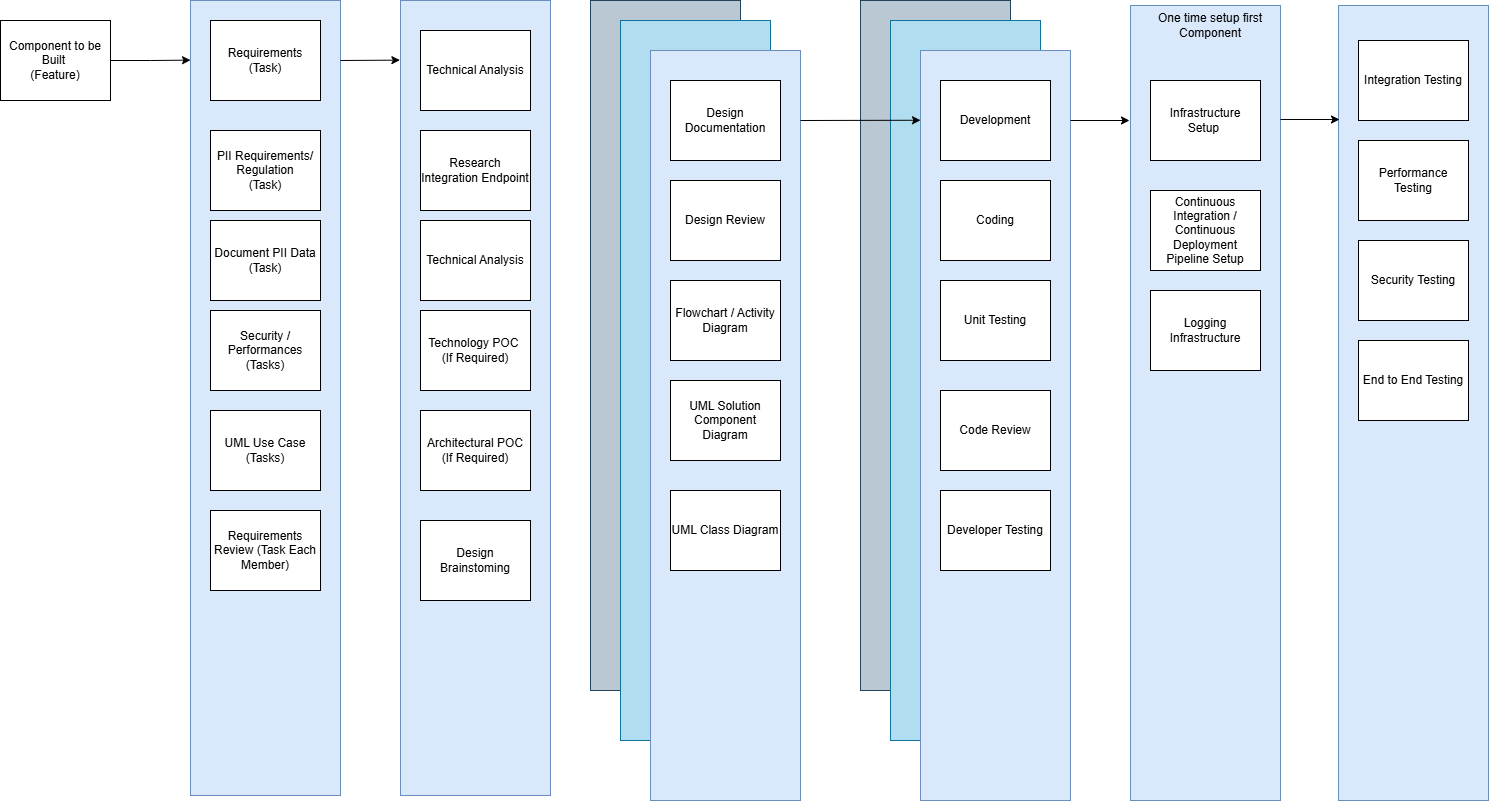 Component to be
Built
(Feature)
Requirements
(Task)
PII Requirements/
Regulation
(Task)
Document PII Data
(Task)
Security /
Performances
(Tasks)
UML Use Case
(Tasks)
Requirements
Review (Task Each
Member)
Technical Analysis
Research
Integration Endpoint
Technical Analysis
Technology POC
(If Required)
Architectural POC
(If Required)
Design
Brainstoming
Design
Documentation
Design Review
Flowchart / Activity
Diagram
UML Solution
Component
Diagram
UML Class Diagram
Development
Coding
Unit Testing
Code Review
Developer Testing
One time setup first
Component
Infrastructure
Setup
Continuous
Integration /
Continuous
Deployment
Pipeline Setup
Logging
Infrastructure
Integration Testing
Performance
Testing
Security Testing
End to End Testing